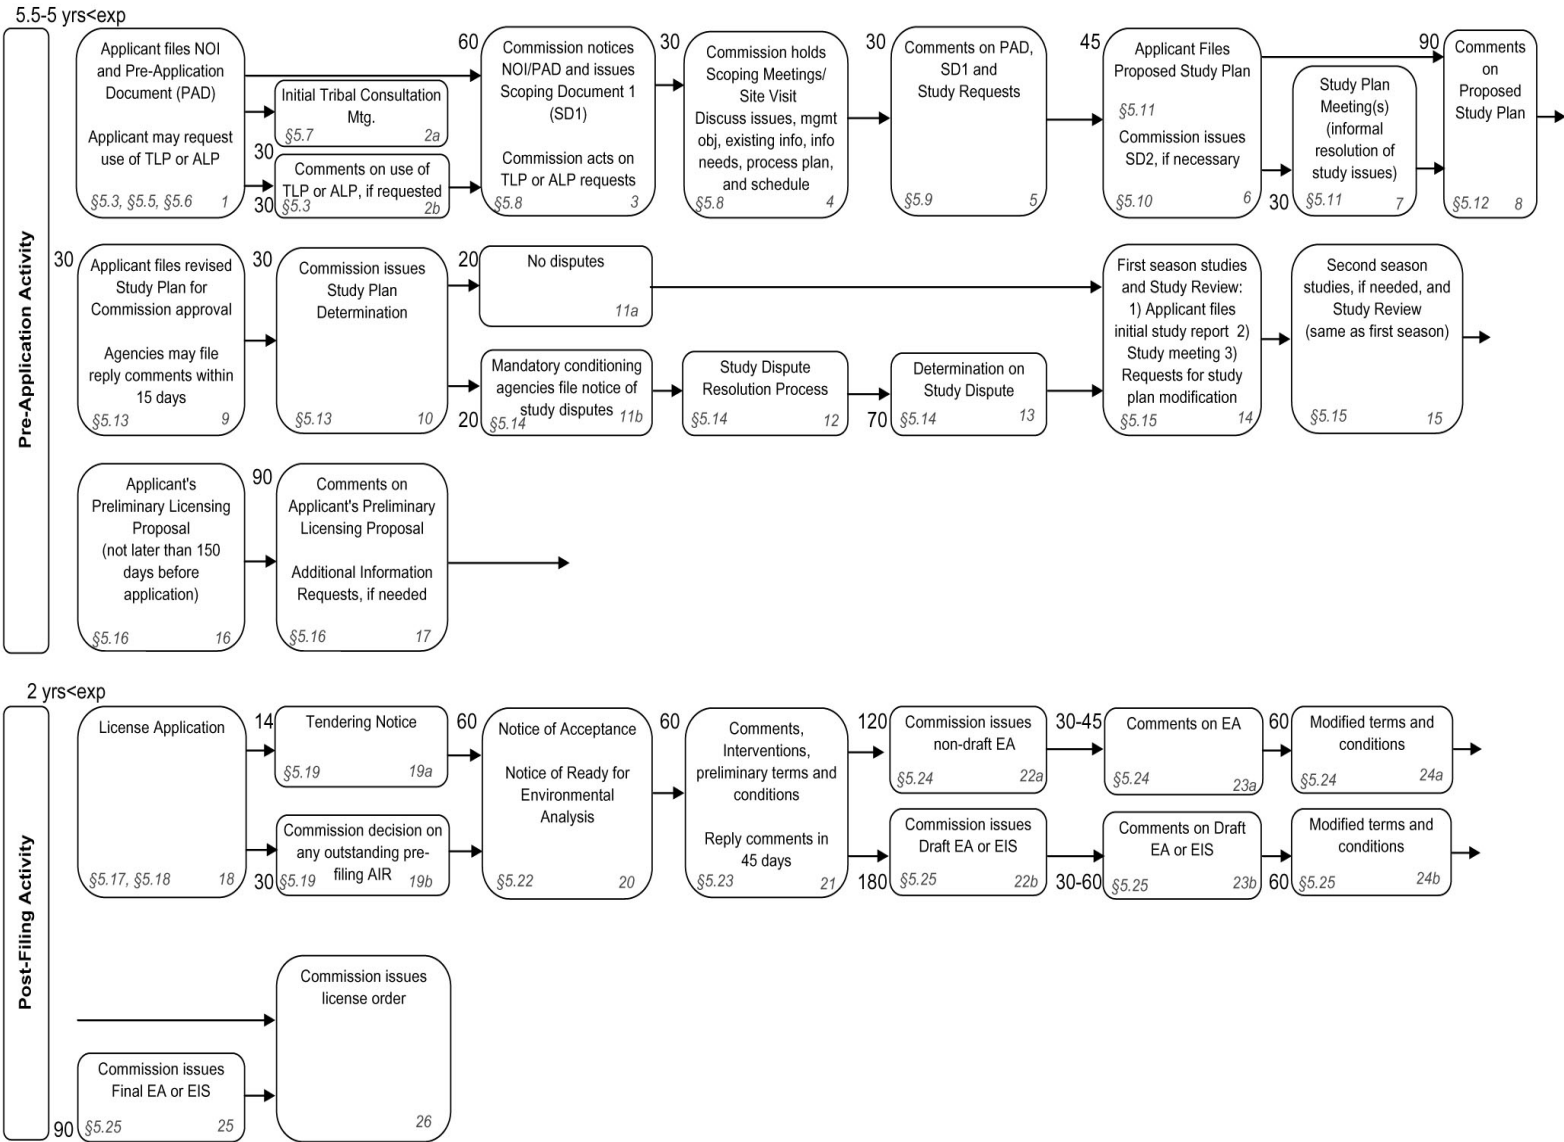 5.5-5 yrs<exp
Pre-Application Activity
Applicant files NOI
and Pre-Application
Document (PAD)
Applicant may request
use of TLP or ALP
§5.3, §5.5, §5.6 1
Initial Tribal Consultation
Mtg.
§5.7 2a
30
Comments on use of
TLP or ALP, if requested
30
§5.3 2b
60
Commission notices
NOI/PAD and issues
Scoping Document 1
(SD1)
Commission acts on
TLP or ALP requests
§5.8 3
30
Commission holds
Scoping Meetings/
Site Visit
Discuss issues, mgmt
obj, existing info, info
needs, process plan,
and schedule
§5.8 4
30
Comments on PAD,
SD1 and
Study Requests
§5.9 5
45
Applicant Files
Proposed Study Plan
§5.11
Commission issues
SD2, if necessary
§5.10 6
30
Study Plan
Meeting(s)
(informal
resolution of
study issues)
§5.11 7
90
Comments
on
Proposed
Study Plan
§5.12 8
30
Applicant files revised
Study Plan for
Commission approval
Agencies may file
reply comments within
15 days
§5.13 9
30
Commission issues
Study Plan
Determination
§5.13 10
20
No disputes
11a
Mandatory conditioning
agencies file notice of
study disputes
20
§5.14 11b
Study Dispute
Resolution Process
§5.14 12
70
Determination on
Study Dispute
§5.14 13
First season studies
and Study Review:
1) Applicant files
initial study report 2)
Study meeting 3)
Requests for study
plan modification
§5.15 14
Second season
studies, if needed, and
Study Review
(same as first season)
§5.15 15
Applicant's
Preliminary Licensing
Proposal
(not later than 150
days before
application)
§5.16 16
90
Comments on
Applicant's Preliminary
Licensing Proposal
Additional Information
Requests, if needed
§5.16 17
2 yrs<exp
Post-Filing Activity
License Application
§5.17, §5.18 18
14
Tendering Notice
§5.19 19a
Commission decision on
any outstanding pre-
filing AIR
30
§5.19 19b
60
Notice of Acceptance
Notice of Ready for
Environmental
Analysis
§5.22 20
60
Comments,
Interventions,
preliminary terms and
conditions
Reply comments in
45 days
§5.23 21
120
Commission issues
non-draft EA
§5.24 22a
30-45
Comments on EA
§5.24 23a
60
Modified terms and
conditions
§5.24 24a
Commission issues
Draft EA or EIS
180
§5.25 22b
Comments on Draft
EA or EIS
30-60
§5.25 23b
Modified terms and
conditions
60
§5.25 24b
Commission issues
Final EA or EIS
90
§5.25 25
Commission issues
license order
26